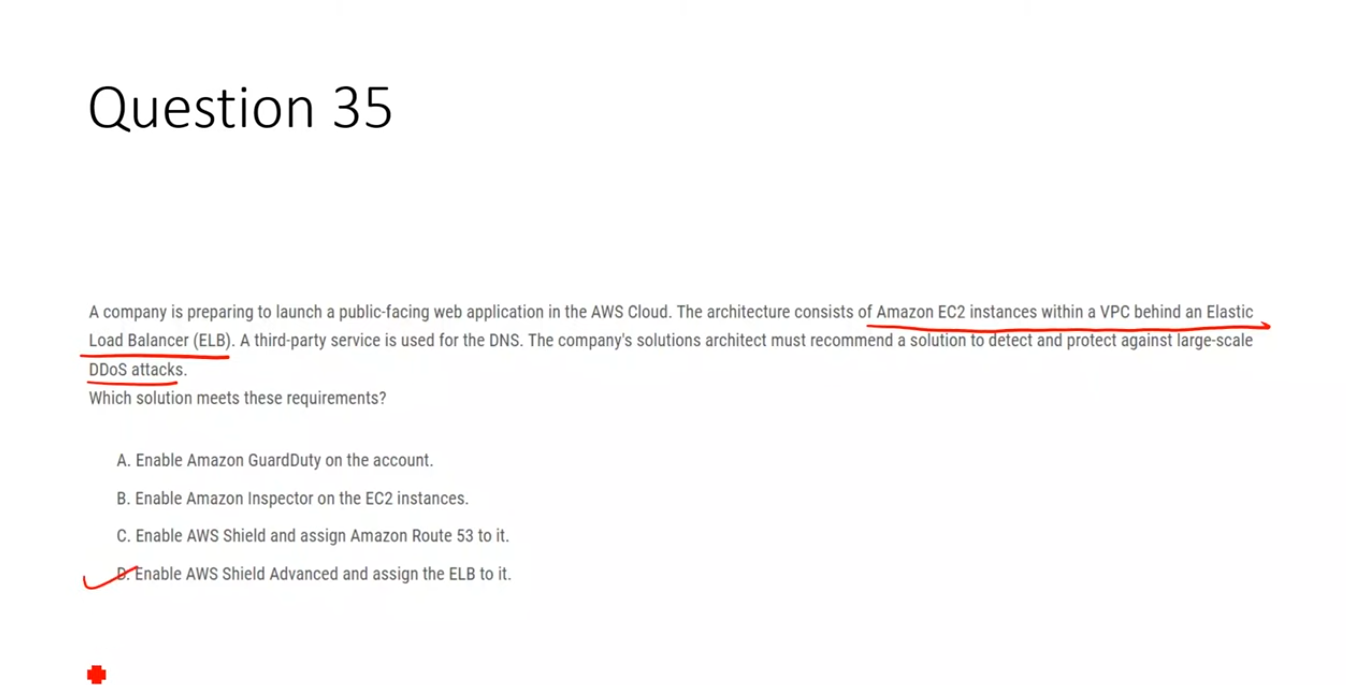 Question 35
A company is preparing to launch a public-facing web application in the AWS Cloud. The architecture consists of Amazon EC2 instances within a VPC behind an Elastic
Load Balancer (ELB). A third-party service is used for the DNS. The company's solutions architect must recommend a solution to detect and protect against large-scale
DDoS attacks.
Which solution meets these requirements?
A. Enable Amazon GuardDuty on the account.
B. Enable Amazon Inspector on the EC2 instances.
C. Enable AWS Shield and assign Amazon Route 53 to it.
D. Enable AWS Shield Advanced and assign the ELB to it.